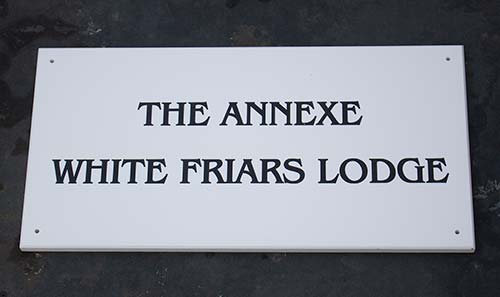 THE ANNEXE
WHITE FRIARS LODGE